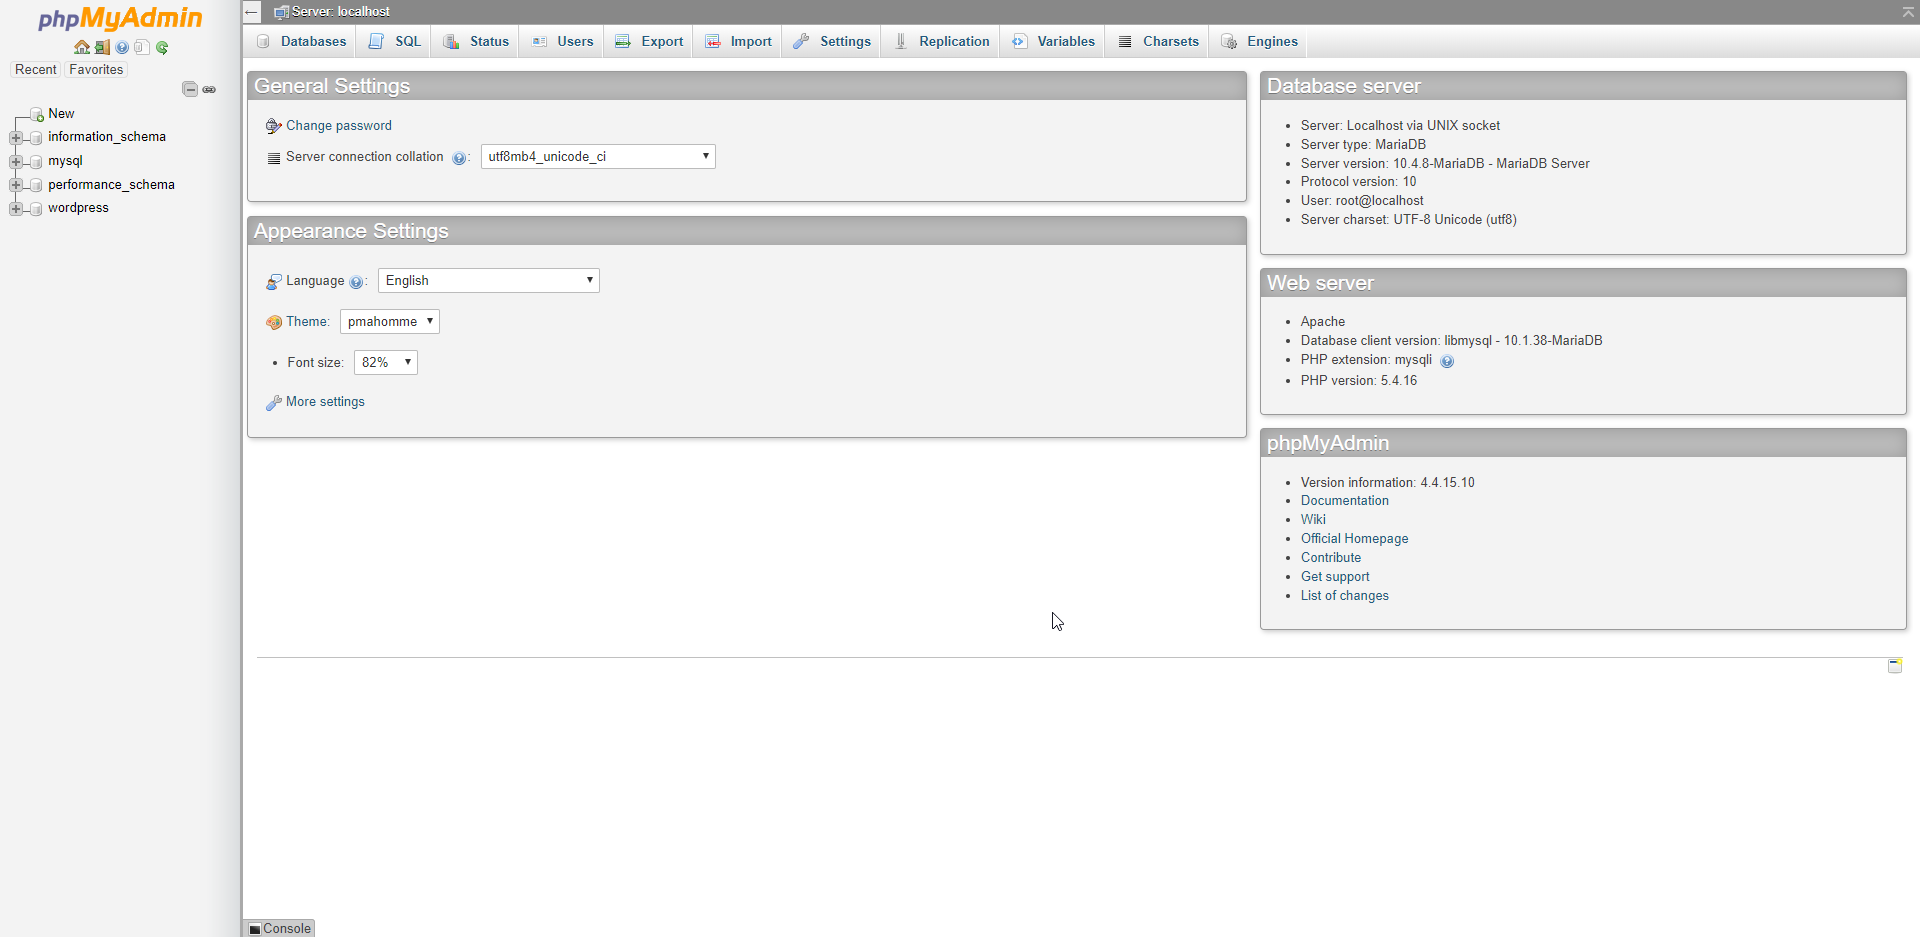 phpMyAdmin
Recent Favorites
New
information_schema
mysql
performance_schema
wordpress
Server: localhost
Databases SQL Status Users Export Import Settings Replication Variables Charsets Engines
General Settings
Change password
Server connection collation : utf8mb4_unicode_ci
Appearance Settings
Language : English
Theme: pmahomme
• Font size: 82%
More settings
Database server
• Server: Localhost via UNIX socket
• Server type: MariaDB
• Server version: 10.4.8-MariaDB - MariaDB Server
• Protocol version: 10
• User: root@localhost
• Server charset: UTF-8 Unicode (utf8)
Web server
• Apache
• Database client version: libmysql - 10.1.38-MariaDB
• PHP extension: mysqli
• PHP version: 5.4.16
phpMyAdmin
• Version information: 4.4.15.10
• Documentation
• Wiki
• Official Homepage
• Contribute
• Get support
• List of changes
Console